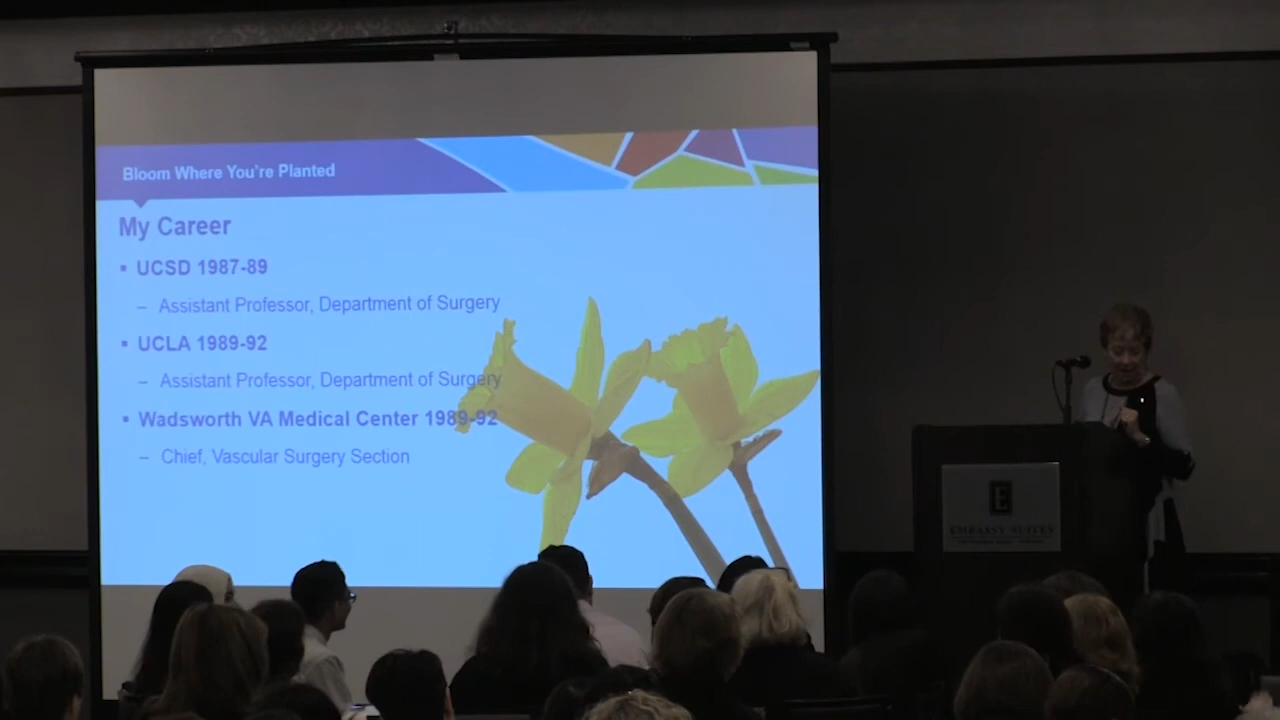 Bloom Where You're Planted
My Career
▪ UCSD 1987-89
– Assistant Professor, Department of Surgery
▪ UCLA 1989-92
– Assistant Professor, Department of Surgery
▪ Wadsworth VA Medical Center 1989-92
– Chief, Vascular Surgery Section
E
EMBASSY SUITES